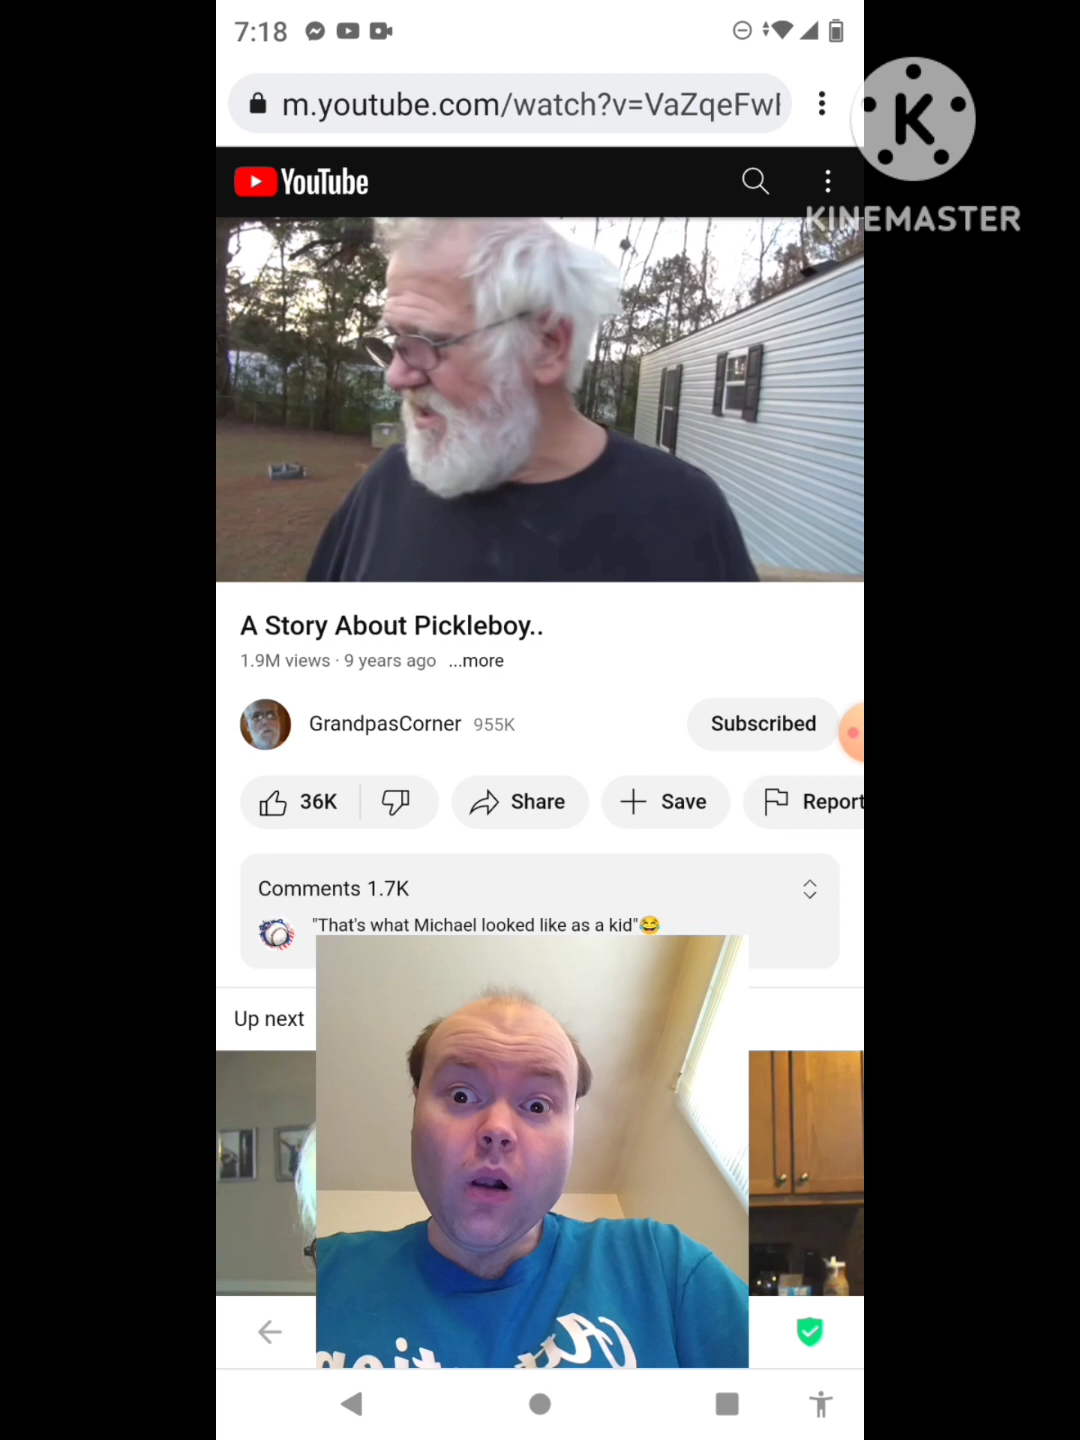 7:18
m.youtube.com/watch?v=VaZqeFw
KINEMASTER
YouTube
A Story About Pickleboy..
1.9M views · 9 years ago ...more
GrandpasCorner 955K
Subscribed
36K
Share
Save
Report
Comments 1.7K
"That's what Michael looked like as a kid"😂
Up next